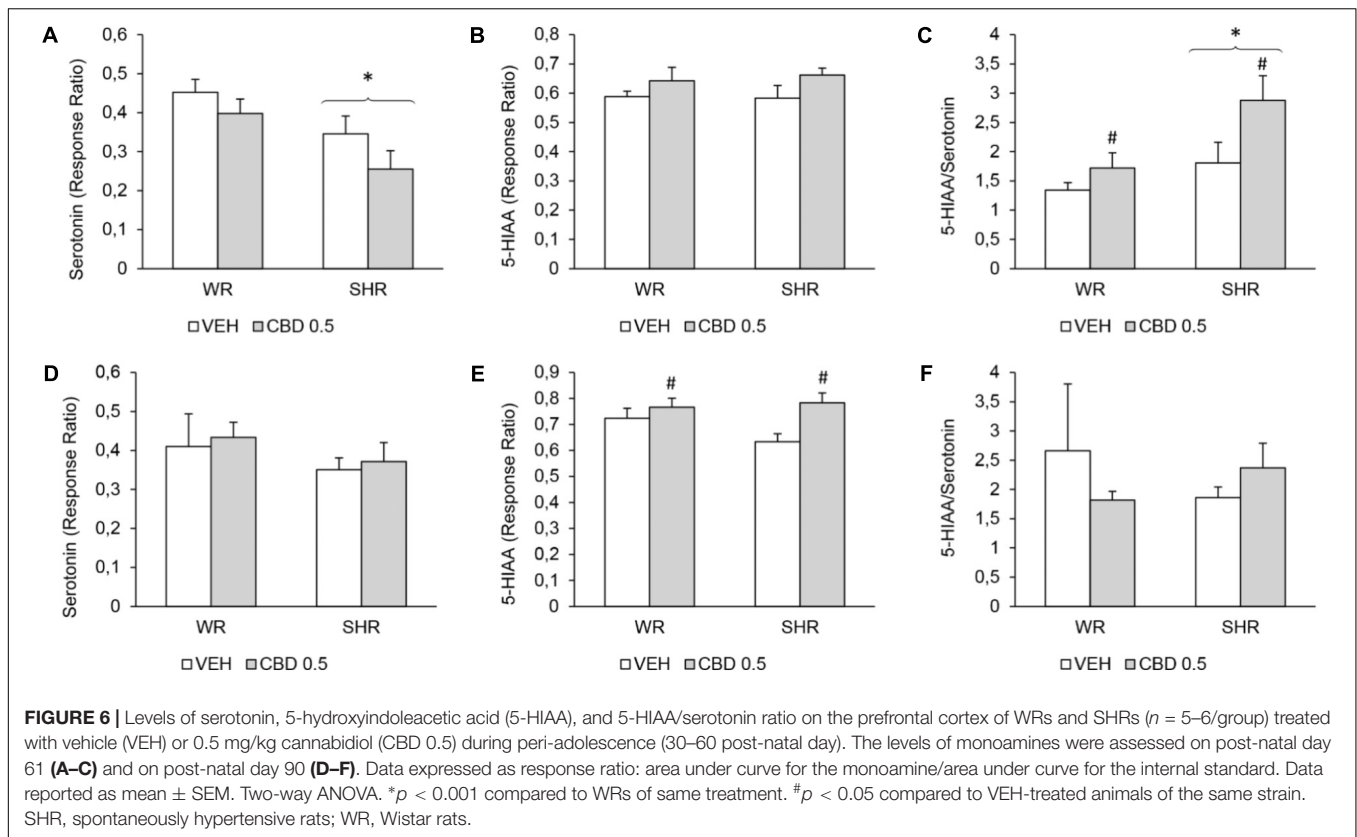 A
Serotonin (Response Ratio)
0,6
0,5
0,4
0,3
0,2
0,1
0
*
WR SHR
□VEH ■CBD 0.5
B
5-HIAA (Response Ratio)
0,8
0,7
0,6
0,5
0,4
0,3
0,2
0,1
0
WR SHR
□VEH ■CBD 0.5
C
5-HIAA/Serotonin
4
3,5
3
2,5
2
1,5
1
0,5
0
*
# #
WR SHR
□VEH ■CBD 0.5
D
Serotonin (Response Ratio)
0,6
0,5
0,4
0,3
0,2
0,1
0
WR SHR
□VEH ■CBD 0.5
E
5-HIAA (Response Ratio)
0,9
0,8
0,7
0,6
0,5
0,4
0,3
0,2
0,1
0
# #
WR SHR
□VEH ■CBD 0.5
F
5-HIAA/Serotonin
4
3,5
3
2,5
2
1,5
1
0,5
0
WR SHR
□VEH ■CBD 0.5
FIGURE 6 | Levels of serotonin, 5-hydroxyindoleacetic acid (5-HIAA), and 5-HIAA/serotonin ratio on the prefrontal cortex of WRs and SHRs (n = 5–6/group) treated
with vehicle (VEH) or 0.5 mg/kg cannabidiol (CBD 0.5) during peri-adolescence (30–60 post-natal day). The levels of monoamines were assessed on post-natal day
61 (A–C) and on post-natal day 90 (D–F). Data expressed as response ratio: area under curve for the monoamine/area under curve for the internal standard. Data
reported as mean ± SEM. Two-way ANOVA. *p < 0.001 compared to WRs of same treatment. #p < 0.05 compared to VEH-treated animals of the same strain.
SHR, spontaneously hypertensive rats; WR, Wistar rats.